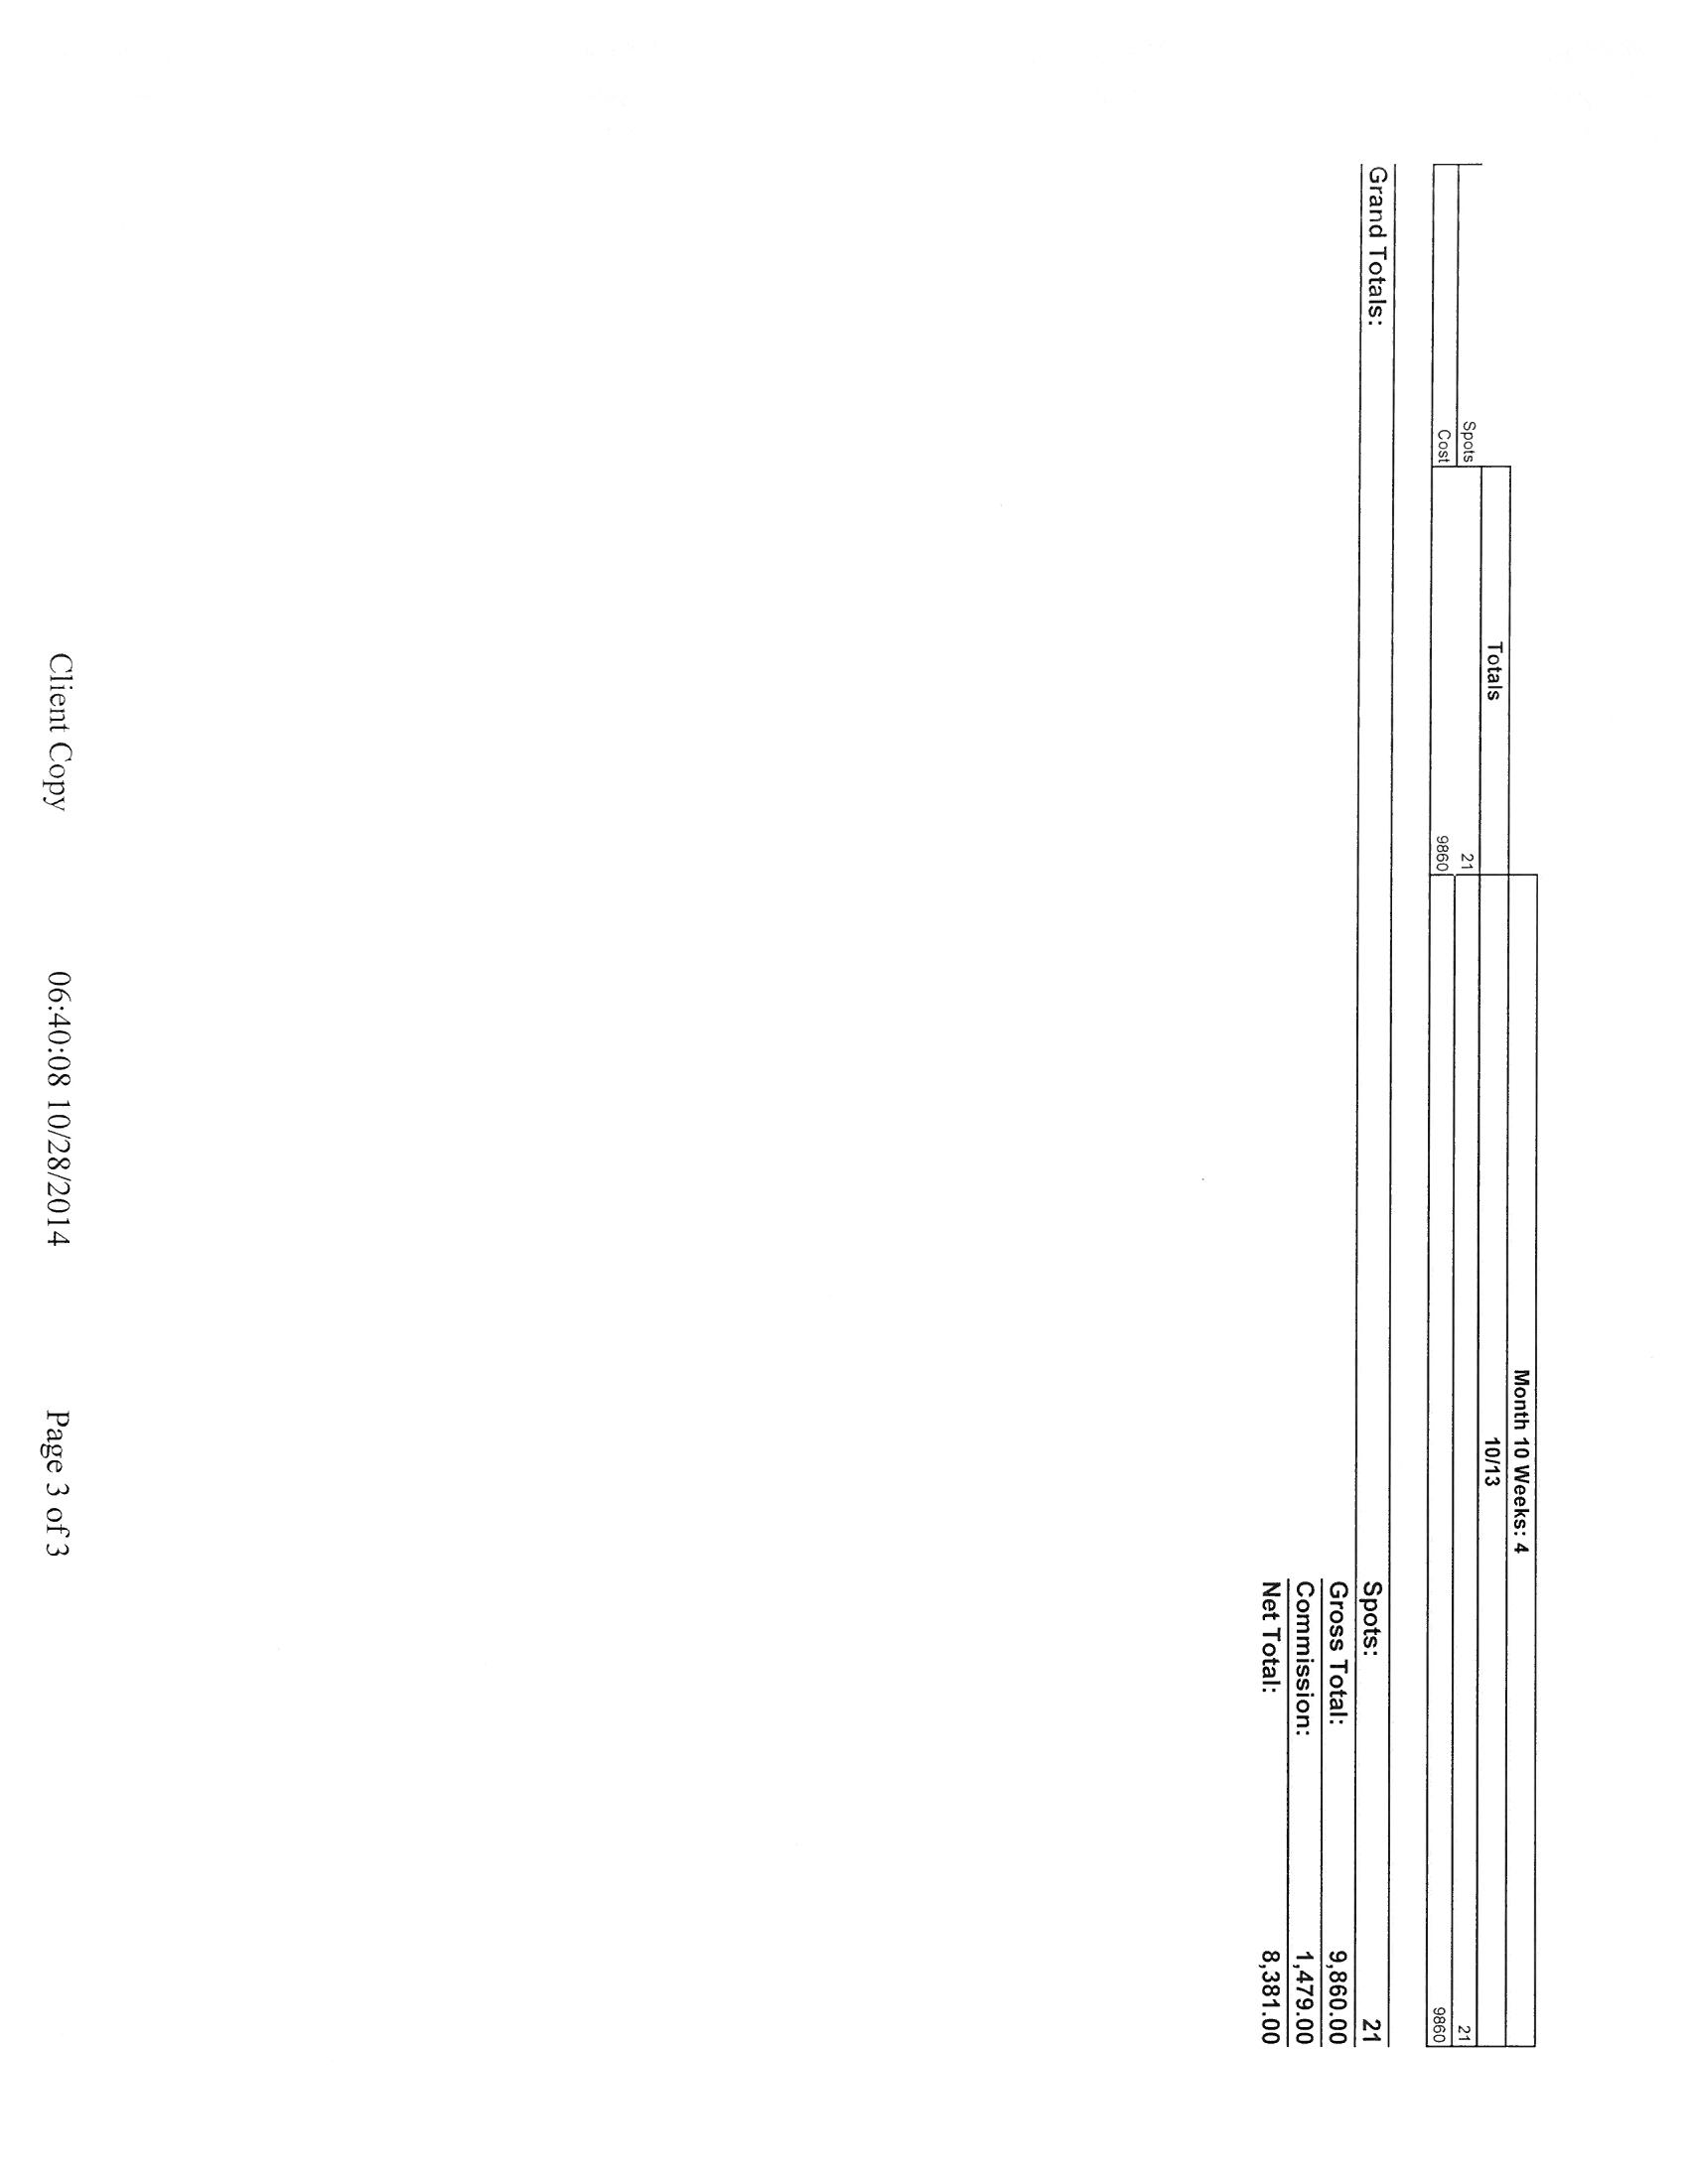 Month 10 Weeks: 4
Totals 10/13
Spots 21 21
Cost 9860 9860
Grand Totals: Spots: 21
Gross Total: 9,860.00
Commission: 1,479.00
Net Total: 8,381.00
Client Copy 06:40:08 10/28/2014 Page 3 of 3